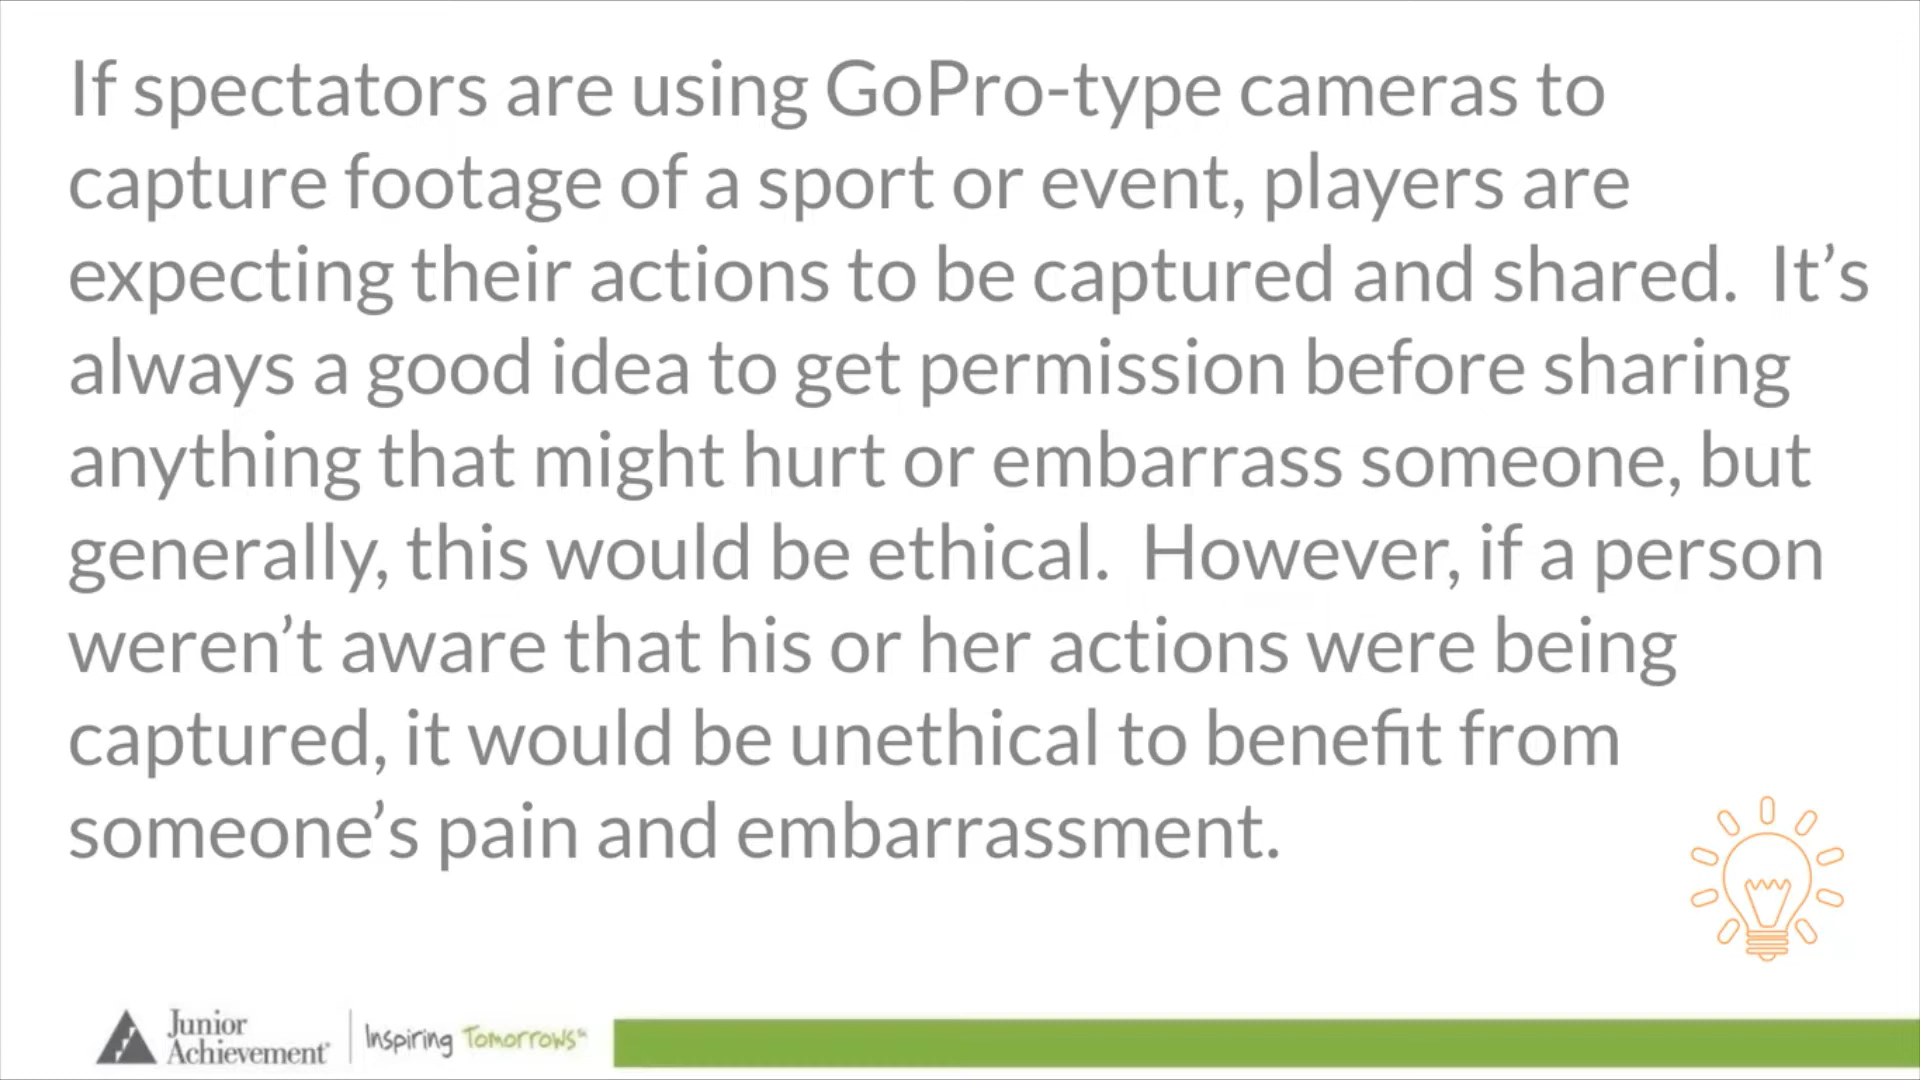 If spectators are using GoPro-type cameras to
capture footage of a sport or event, players are
expecting their actions to be captured and shared.  It’s
always a good idea to get permission before sharing
anything that might hurt or embarrass someone, but
generally, this would be ethical.  However, if a person
weren’t aware that his or her actions were being
captured, it would be unethical to benefit from
someone’s pain and embarrassment.
Junior
Achievement
Inspiring Tomorrows